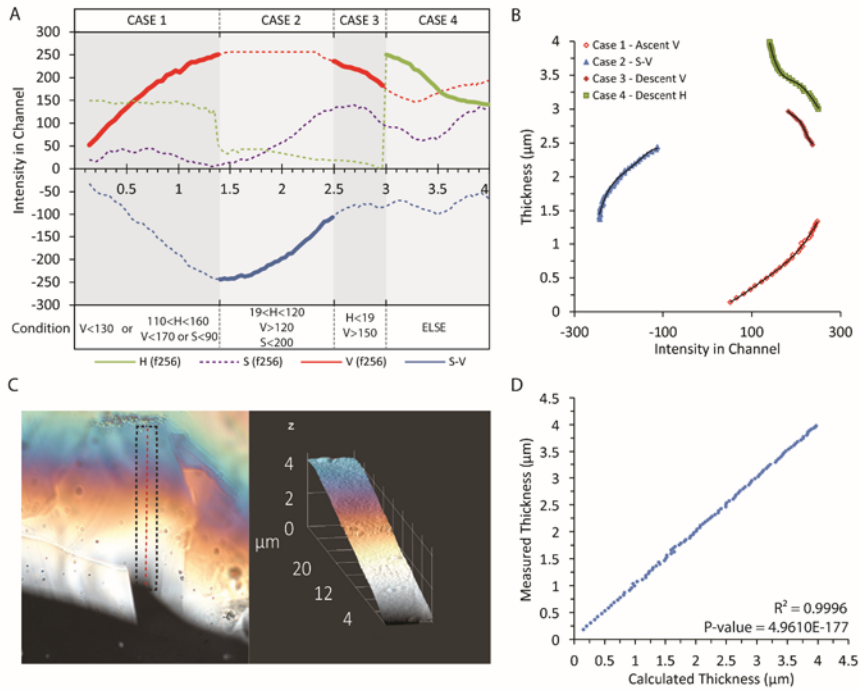 A
CASE 1 CASE 2 CASE 3 CASE 4
300
250
200
150
100
50
0
-50
-100
-150
-200
-250
-300
Intensity in Channel
0.5 1 1.5 2 2.5 3 3.5 4
Condition
V<130 or 110<H<160
V<170 or S<90
19<H<120
V>120
S<200
H<19
V>150
ELSE
H (f256) S (f256) V (f256) S-V
B
Case 1 - Ascent V
Case 2 - S-V
Case 3 - Descent V
Case 4 - Descent H
4
3.5
3
2.5
2
1.5
1
0.5
0
Thickness (μm)
-300 -100 100 300
Intensity in Channel
C
z
4
2
0
μm
20
12
4
D
4.5
4
3.5
3
2.5
2
1.5
1
0.5
0
Measured Thickness (μm)
R² = 0.9996
P-value = 4.9610E-177
0 0.5 1 1.5 2 2.5 3 3.5 4 4.5
Calculated Thickness (μm)